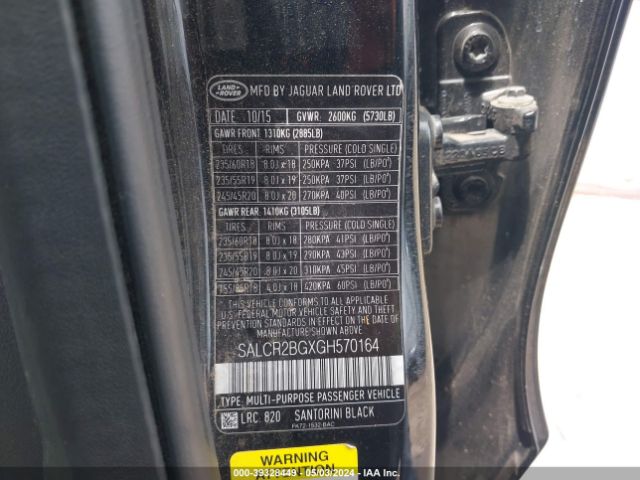 LAND ROVER MFD BY JAGUAR LAND ROVER LTD
DATE 10/15 GVWR. 2600KG (5730LB)
GAWR FRONT 1310KG (2885LB)
TIRES RIMS PRESSURE (COLD SINGLE)
235/60R18 8.0J x 18 250KPA 37PSI (LB/PO²)
235/55R19 8.0J x 19 250KPA 37PSI (LB/PO²)
245/45R20 8.0J x 20 270KPA 40PSI (LB/PO²)
GAWR REAR 1410KG (3105LB)
TIRES RIMS PRESSURE (COLD SINGLE)
235/60R18 8.0J x 18 280KPA 41PSI (LB/PO²)
235/55R19 8.0J x 19 290KPA 43PSI (LB/PO²)
245/45R20 8.0J x 20 310KPA 45PSI (LB/PO²)
4.0J x 18 420KPA 60PSI (LB/PO²)
THIS VEHICLE CONFORMS TO ALL APPLICABLE
U.S. FEDERAL MOTOR VEHICLE SAFETY AND
THEFT PREVENTION STANDARDS IN EFFECT ON THE DATE OF
MANUFACTURE SHOWN ABOVE.
SALCR2BGXGH570164
TYPE. MULTI-PURPOSE PASSENGER VEHICLE
LRC. 820 SANTORINI BLACK
FK72-1532-BAC
WARNING
ATTENTION
000-39328449 - 05/03/2024 - IAA Inc.